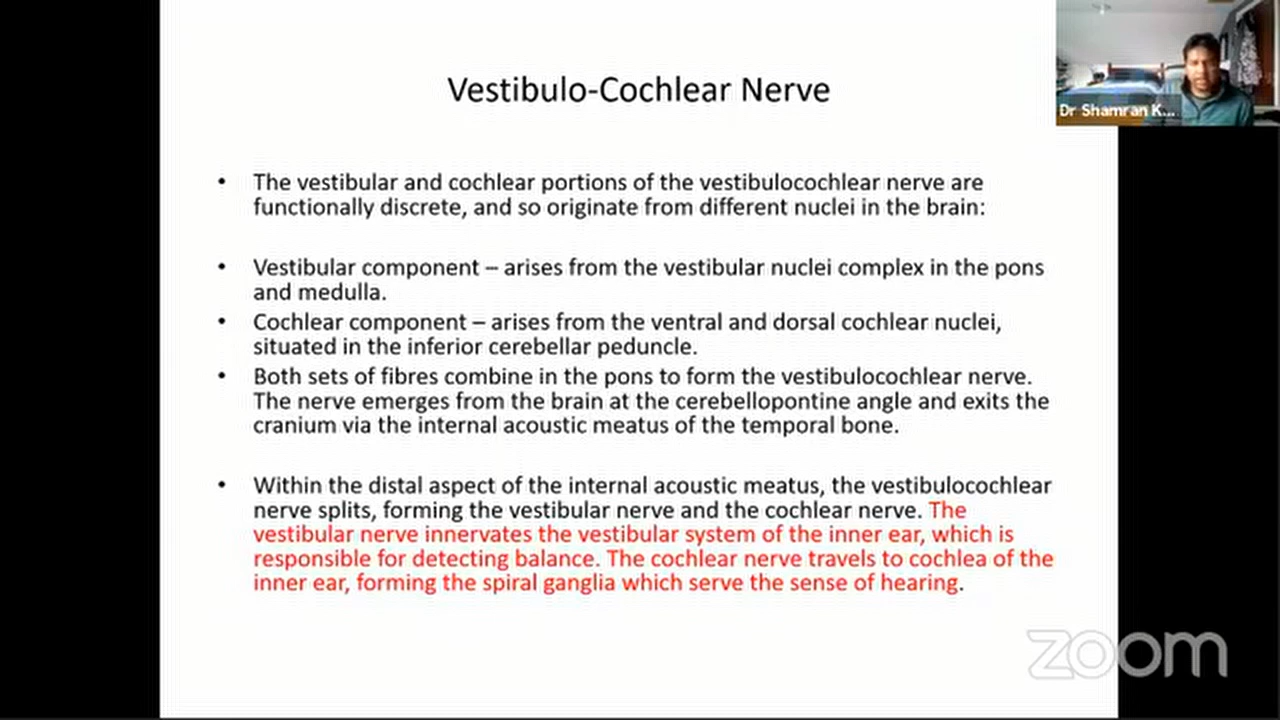 Vestibulo-Cochlear Nerve
Dr Shamran K...
• The vestibular and cochlear portions of the vestibulocochlear nerve are
functionally discrete, and so originate from different nuclei in the brain:
• Vestibular component – arises from the vestibular nuclei complex in the pons
and medulla.
• Cochlear component – arises from the ventral and dorsal cochlear nuclei,
situated in the inferior cerebellar peduncle.
• Both sets of fibres combine in the pons to form the vestibulocochlear nerve.
The nerve emerges from the brain at the cerebellopontine angle and exits the
cranium via the internal acoustic meatus of the temporal bone.
• Within the distal aspect of the internal acoustic meatus, the vestibulocochlear
nerve splits, forming the vestibular nerve and the cochlear nerve. The
vestibular nerve innervates the vestibular system of the inner ear, which is
responsible for detecting balance. The cochlear nerve travels to cochlea of the
inner ear, forming the spiral ganglia which serve the sense of hearing.
zoom